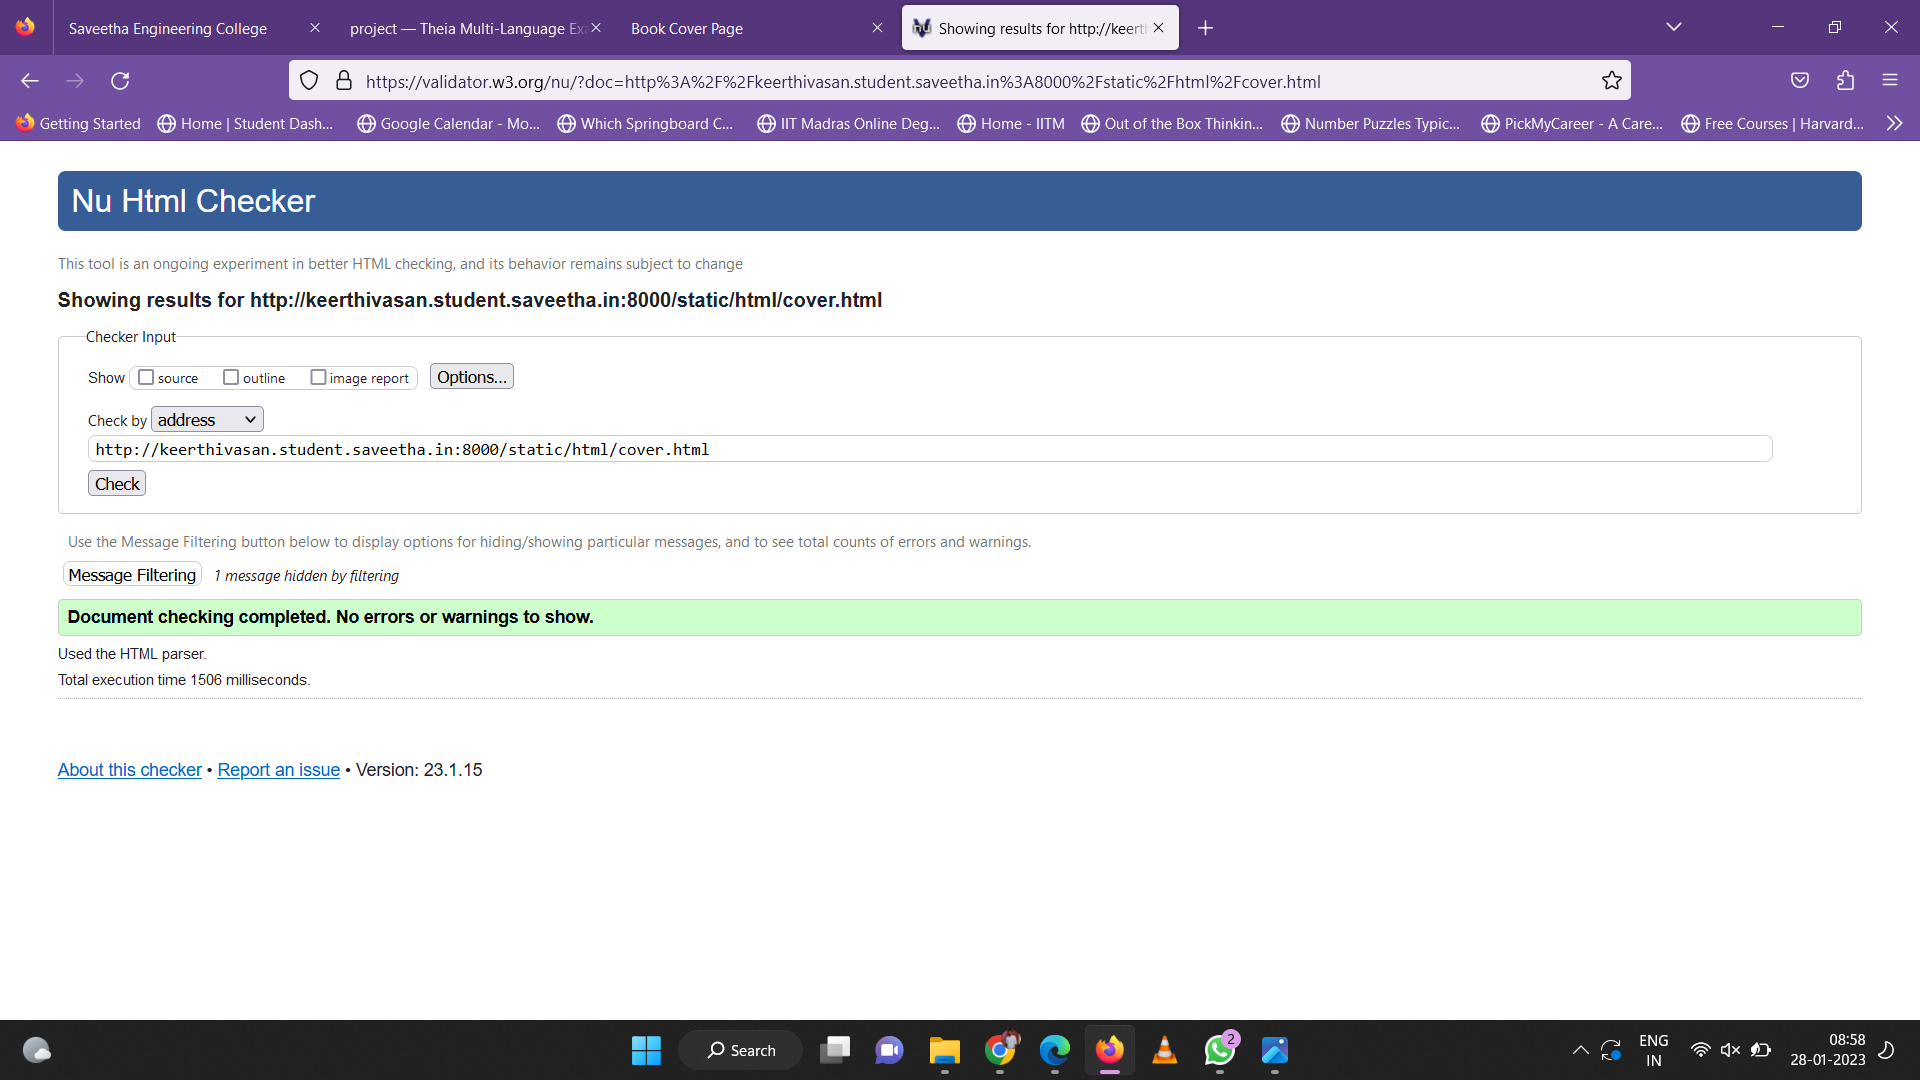 Saveetha Engineering College
project — Theia Multi-Language Ex
Book Cover Page
Showing results for http://keert
https://validator.w3.org/nu/?doc=http%3A%2F%2Fkeerthivasan.student.saveetha.in%3A8000%2Fstatic%2Fhtml%2Fcover.html
Getting Started
Home | Student Dash...
Google Calendar - Mo...
Which Springboard C...
IIT Madras Online Deg...
Home - IITM
Out of the Box Thinkin...
Number Puzzles Typic...
PickMyCareer - A Care...
Free Courses | Harvard...
Nu Html Checker
This tool is an ongoing experiment in better HTML checking, and its behavior remains subject to change
Showing results for http://keerthivasan.student.saveetha.in:8000/static/html/cover.html
Checker Input
Show source outline image report Options...
Check by address
http://keerthivasan.student.saveetha.in:8000/static/html/cover.html
Check
Use the Message Filtering button below to display options for hiding/showing particular messages, and to see total counts of errors and warnings.
Message Filtering 1 message hidden by filtering
Document checking completed. No errors or warnings to show.
Used the HTML parser.
Total execution time 1506 milliseconds.
About this checker • Report an issue • Version: 23.1.15
Search
2
ENG
IN
08:58
28-01-2023